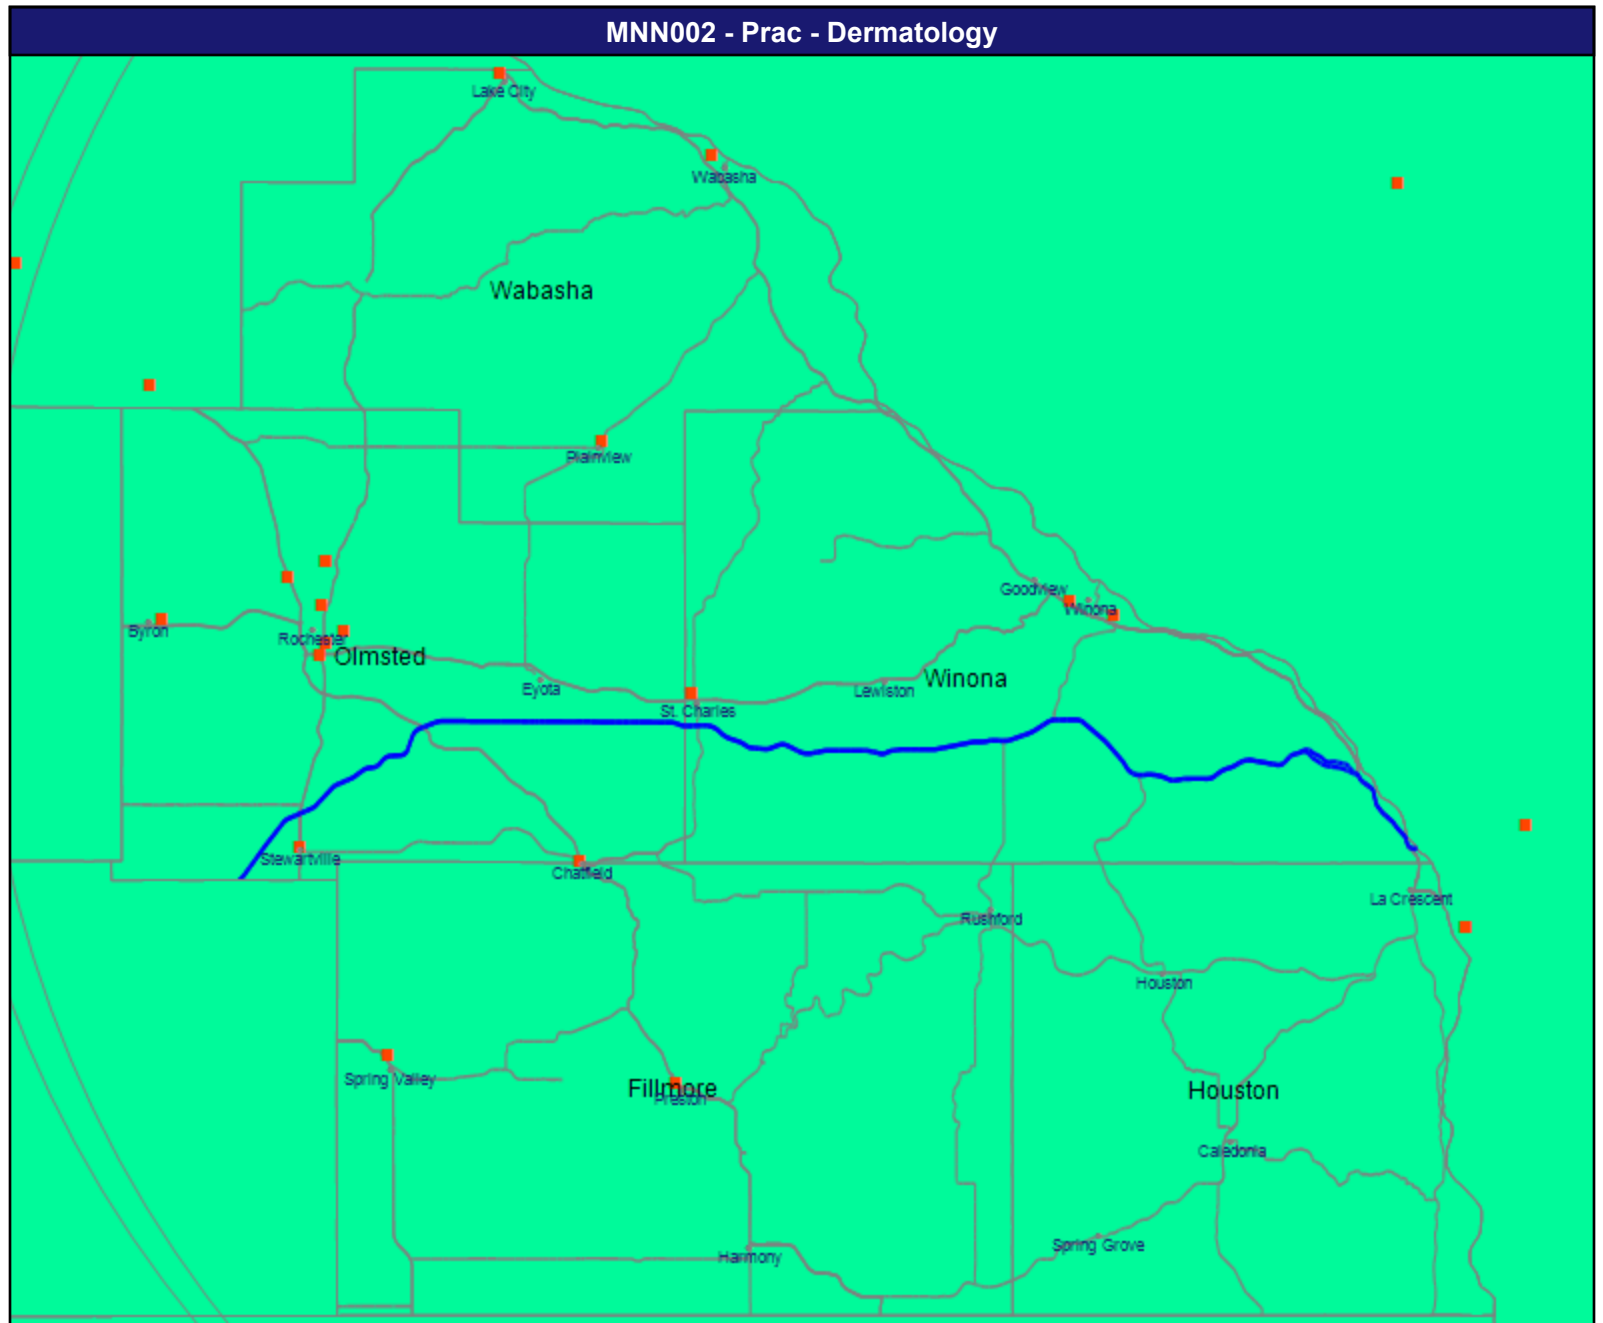 MNN002 - Prac - Dermatology
Lake City
Wabasha
Wabasha
Plainview
Goodview
Winona
Byron
Rochester
Olmsted
Winona
Eyota
Lewiston
St. Charles
Stewartville
Chatfield
La Crescent
Rushford
Houston
Spring Valley
Fillmore
Preston
Houston
Caledonia
Spring Grove
Harmony